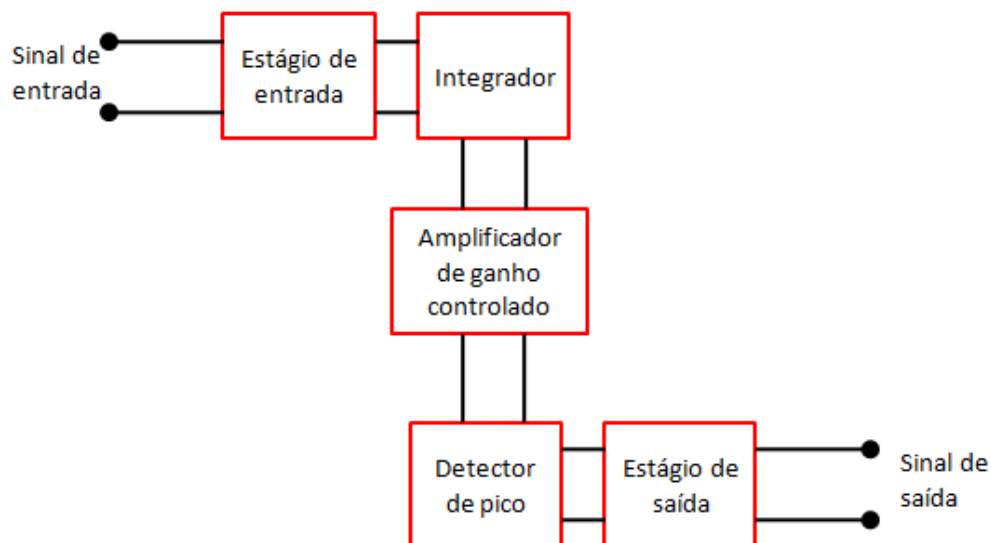 Sinal de
entrada
Estágio de
entrada
Integrador
Amplificador
de ganho
controlado
Detector
de pico
Estágio de
saída
Sinal de
saída